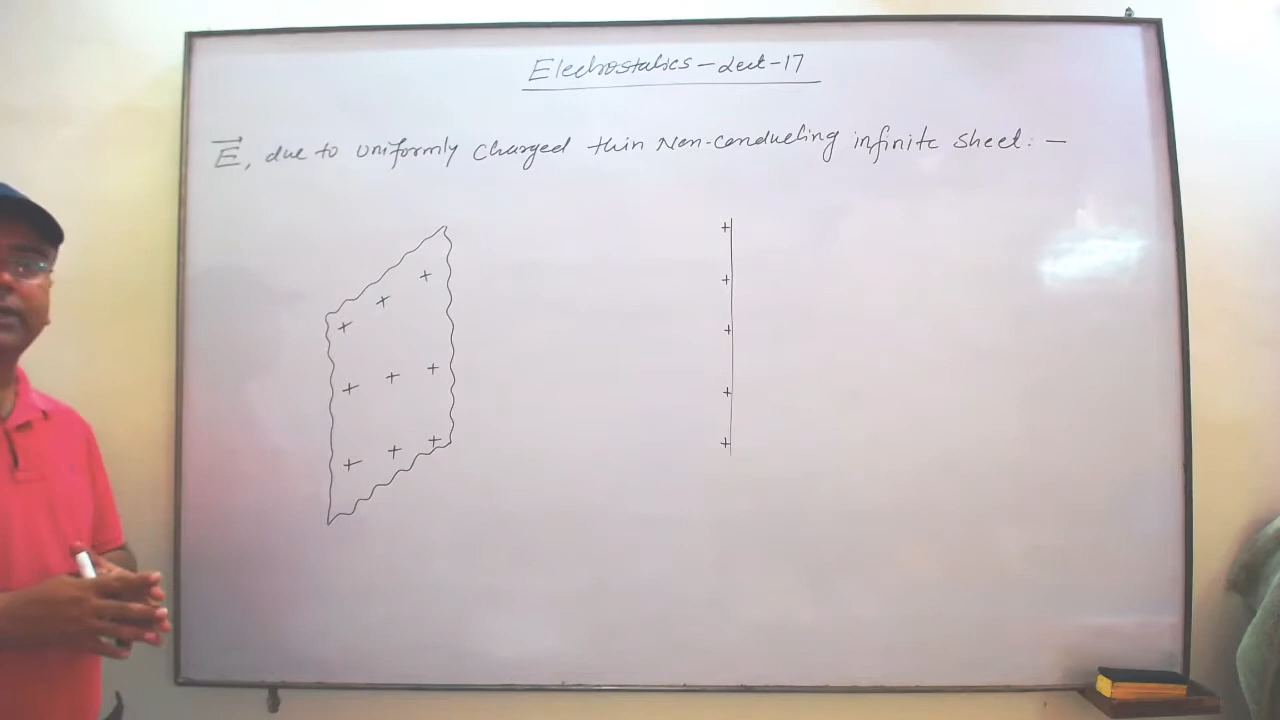 Electrostatics - Lect - 17
E, due to uniformly charged thin Non-conducting infinite sheet: -
+ +
+ +
+ +
+ + + +
+ + + +